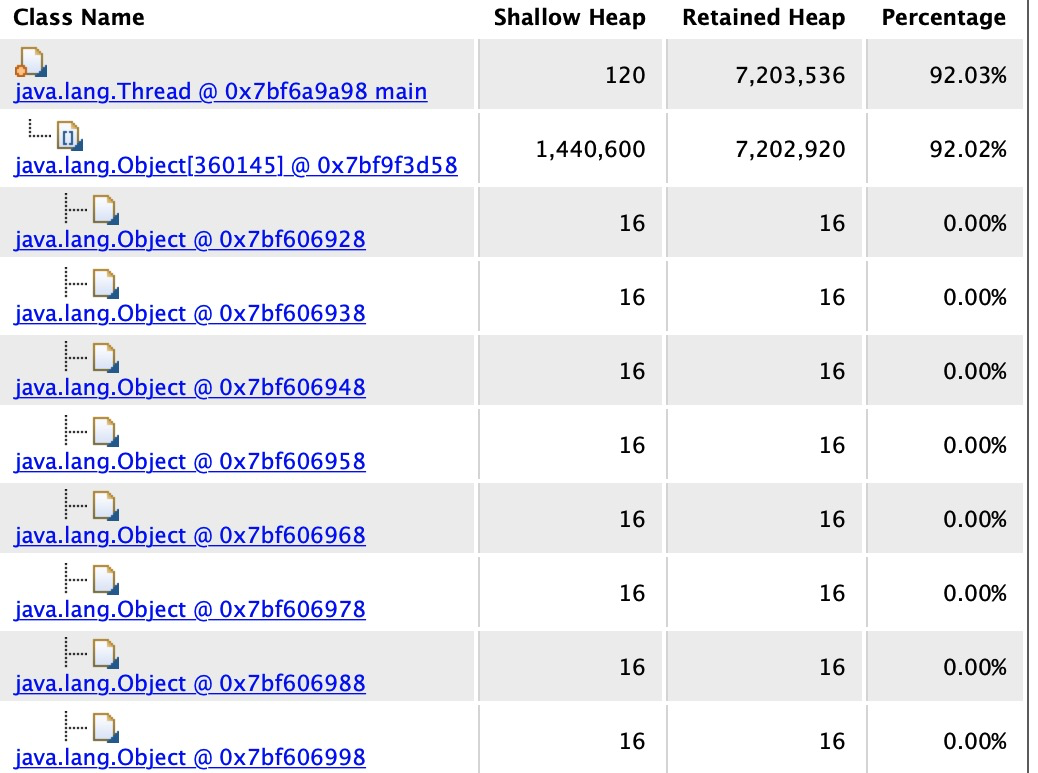 Class Name Shallow Heap Retained Heap Percentage
java.lang.Thread @ 0x7bf6a9a98 main 120 7,203,536 92.03%
java.lang.Object[360145] @ 0x7bf9f3d58 1,440,600 7,202,920 92.02%
java.lang.Object @ 0x7bf606928 16 16 0.00%
java.lang.Object @ 0x7bf606938 16 16 0.00%
java.lang.Object @ 0x7bf606948 16 16 0.00%
java.lang.Object @ 0x7bf606958 16 16 0.00%
java.lang.Object @ 0x7bf606968 16 16 0.00%
java.lang.Object @ 0x7bf606978 16 16 0.00%
java.lang.Object @ 0x7bf606988 16 16 0.00%
java.lang.Object @ 0x7bf606998 16 16 0.00%